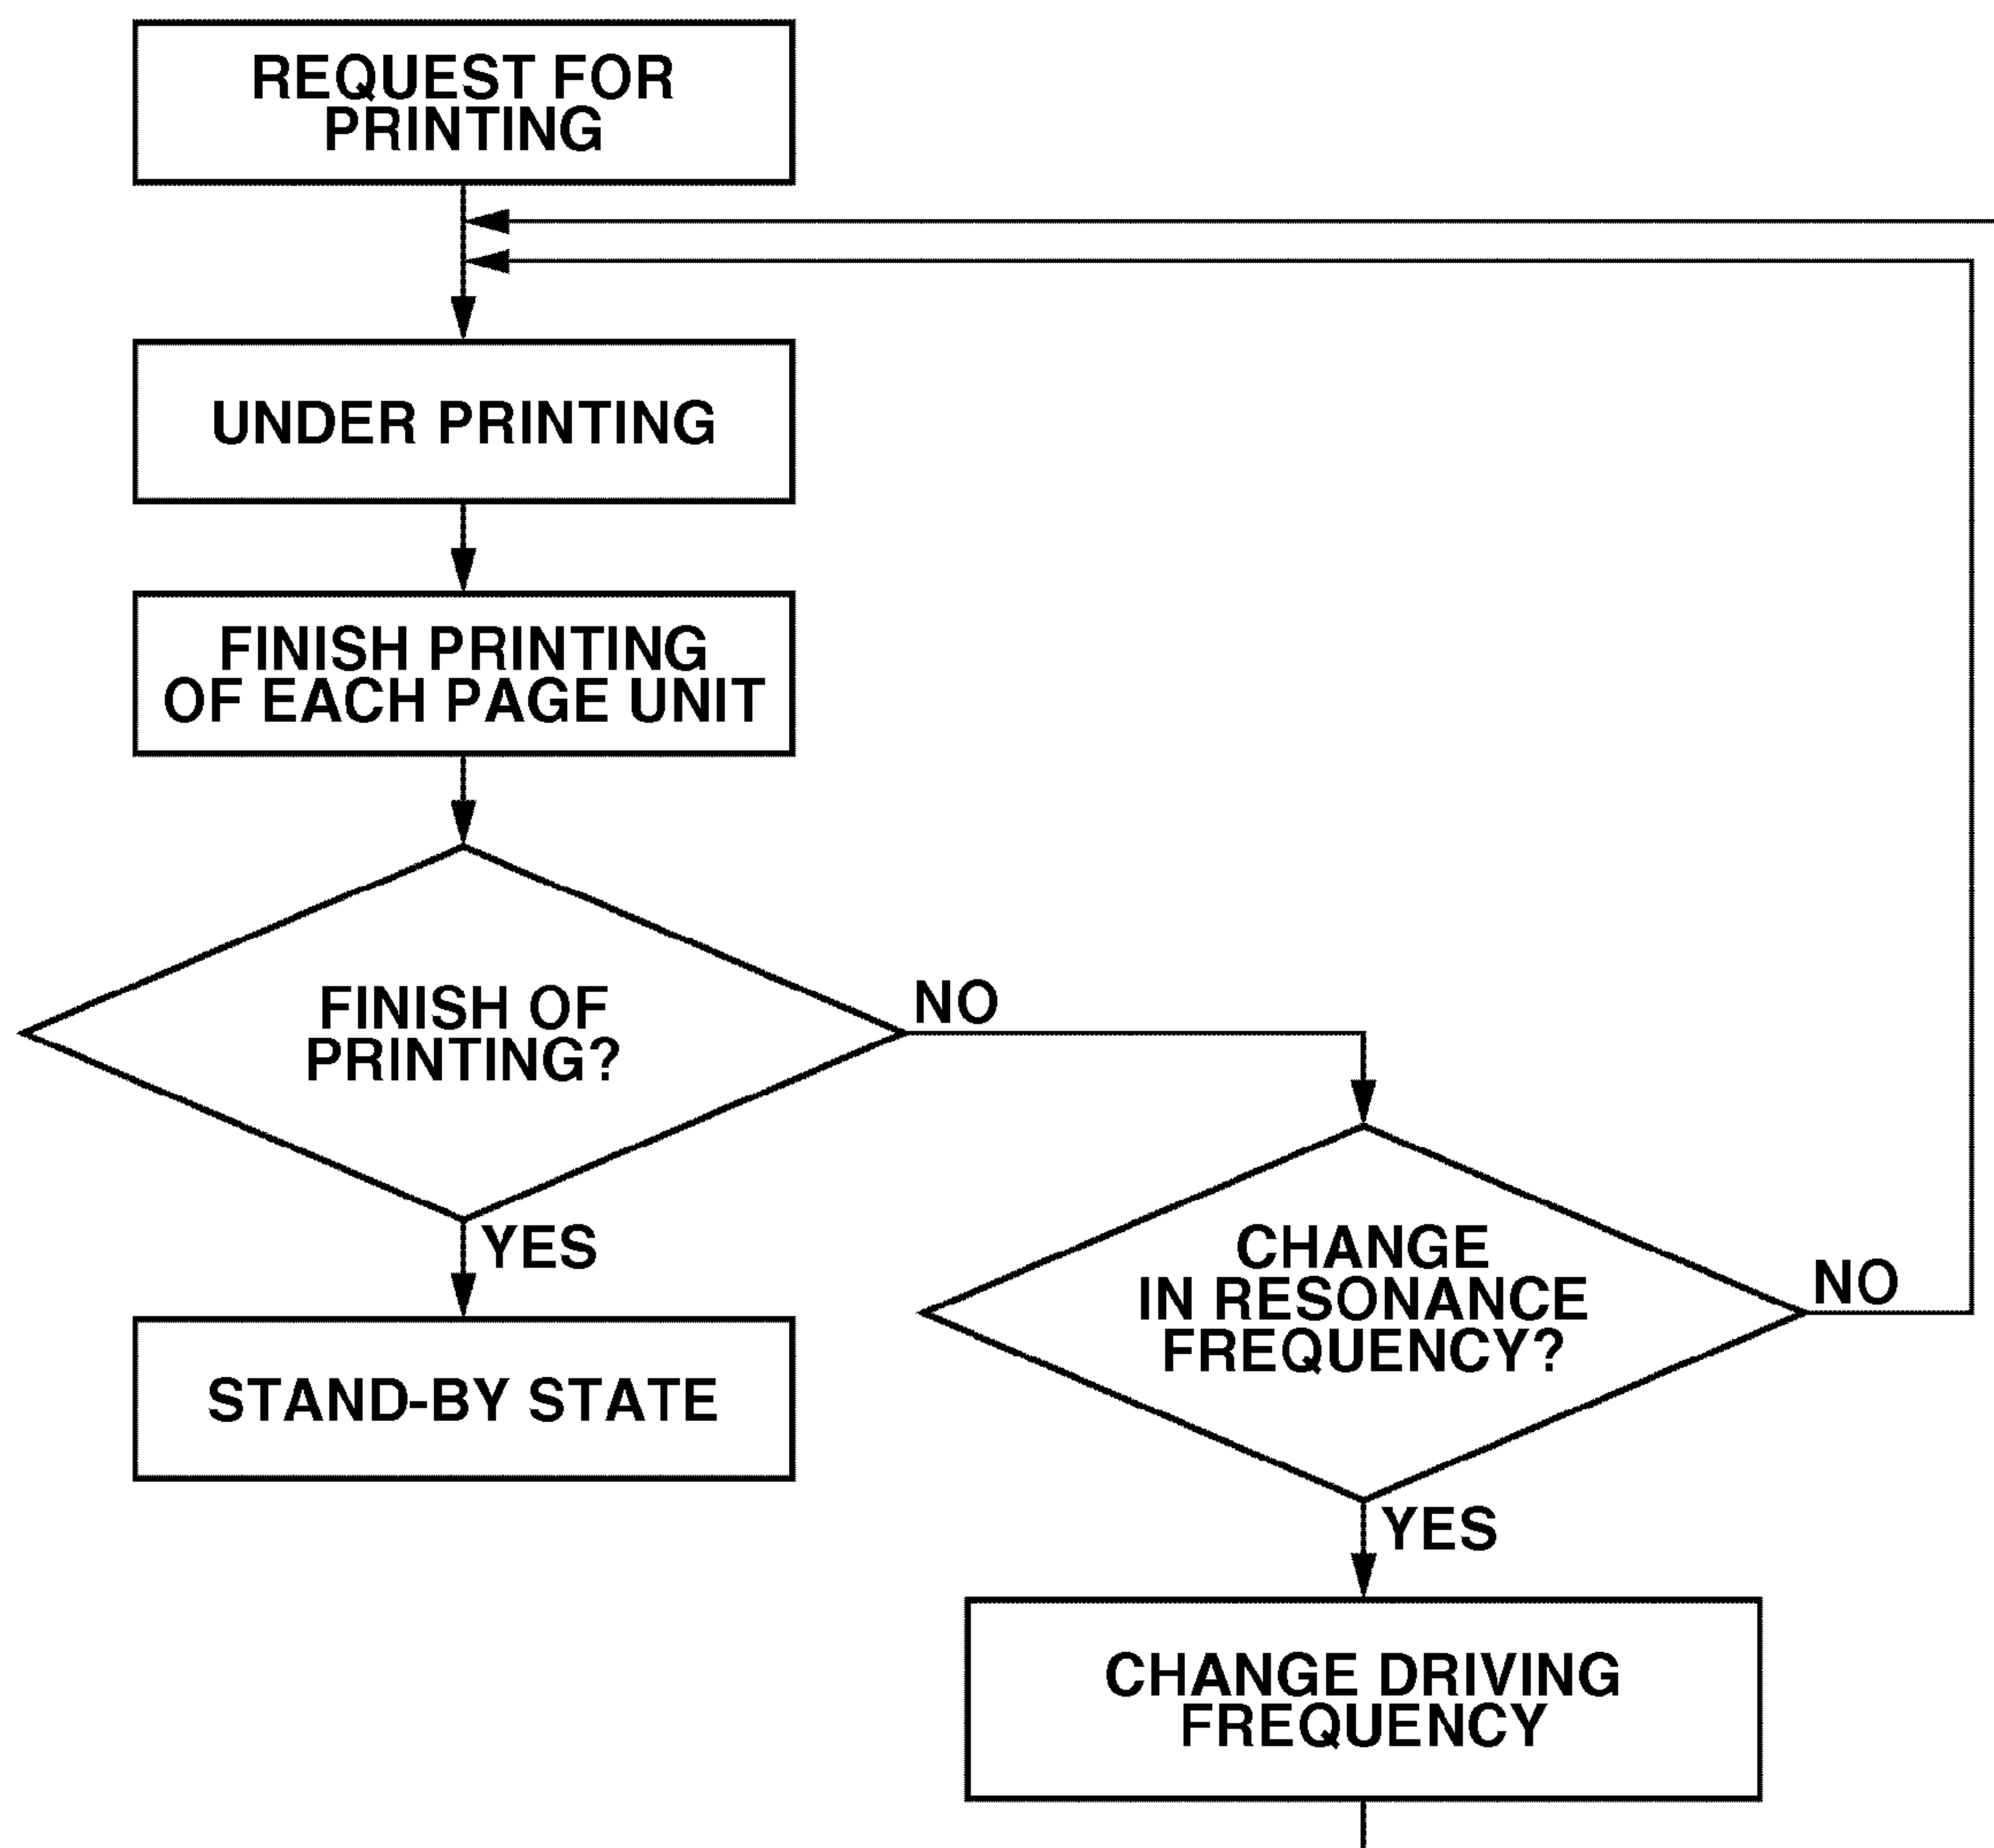 REQUEST FOR
PRINTING
UNDER PRINTING
FINISH PRINTING
OF EACH PAGE UNIT
FINISH OF
PRINTING?
NO
YES
STAND-BY STATE
CHANGE
IN RESONANCE
FREQUENCY?
NO
YES
CHANGE DRIVING
FREQUENCY